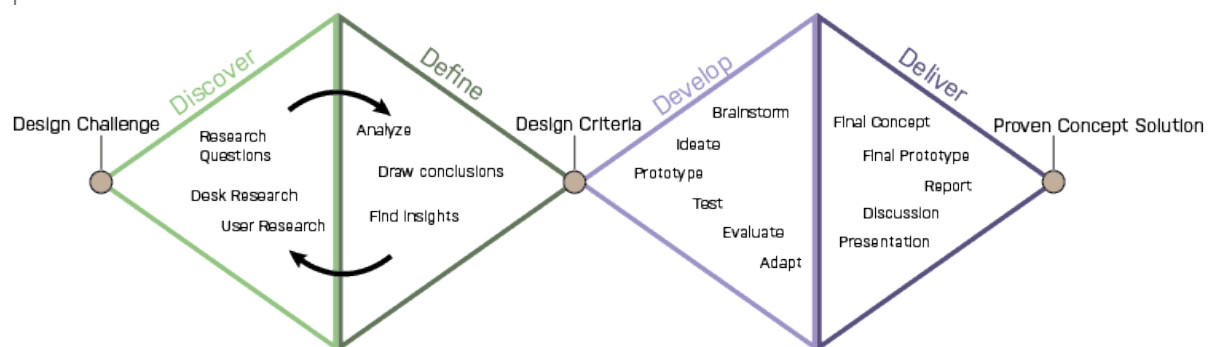 Discover
Define
Develop
Deliver
Design Challenge
Research
Questions
Desk Research
User Research
Analyze
Draw conclusions
Find insights
Design Criteria
Brainstorm
Ideate
Prototype
Test
Evaluate
Adapt
Final Concept
Final Prototype
Report
Discussion
Presentation
Proven Concept Solution